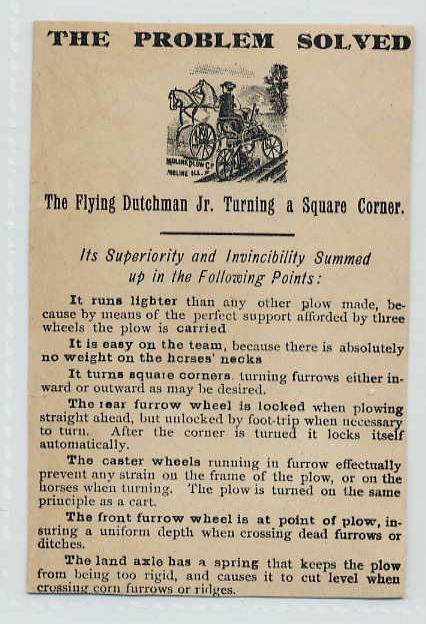 THE PROBLEM SOLVED
MOLINE PLOW Co
MOLINE ILL.
The Flying Dutchman Jr. Turning a Square Corner.
Its Superiority and Invincibility Summed
up in the Following Points:
It runs lighter than any other plow made, be-
cause by means of the perfect support afforded by three
wheels the plow is carried
It is easy on the team, because there is absolutely
no weight on the horses' necks
It turns square corners. turning furrows either in-
ward or outward as may be desired.
The rear furrow wheel is locked when plowing
straight ahead, but unlocked by foot-trip when necessary
to turn. After the corner is turned it locks itself
automatically.
The caster wheels running in furrow effectually
prevent any strain on the frame of the plow, or on the
horses when turning. The plow is turned on the same
principle as a cart.
The front furrow wheel is at point of plow, in-
suring a uniform depth when crossing dead furrows or
ditches.
The land axle has a spring that keeps the plow
from being too rigid, and causes it to cut level when
crossing corn furrows or ridges.